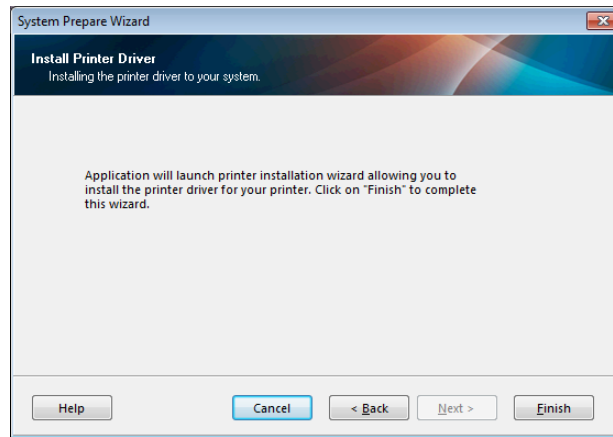 System Prepare Wizard
Install Printer Driver
Installing the printer driver to your system.
Application will launch printer installation wizard allowing you to
install the printer driver for your printer. Click on "Finish" to complete
this wizard.
Help
Cancel
< Back
Next >
Finish